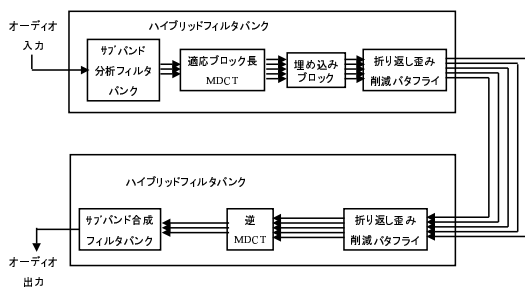 ハイブリッドフィルタバンク
オーディオ
入力
サブバンド
分析フィルタ
バンク
適応ブロック長
MDCT
埋め込み
ブロック
折り返し歪み
削減バタフライ
ハイブリッドフィルタバンク
サブバンド合成
フィルタバンク
逆
MDCT
折り返し歪み
削減バタフライ
オーディオ
出力